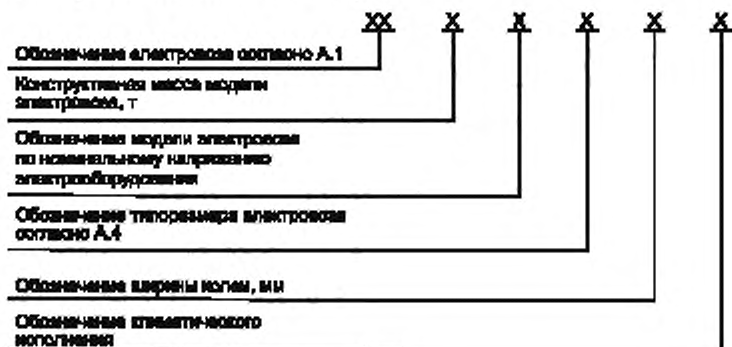 XX X X X X X
Обозначение электровоза согласно А.1
Конструктивная масса модели
электровоза, т
Обозначение модели электровоза
по номинальному напряжению
электрооборудования
Обозначение типоразмера электровоза
согласно А.4
Обозначение ширины колеи, мм
Обозначение климатического
исполнения